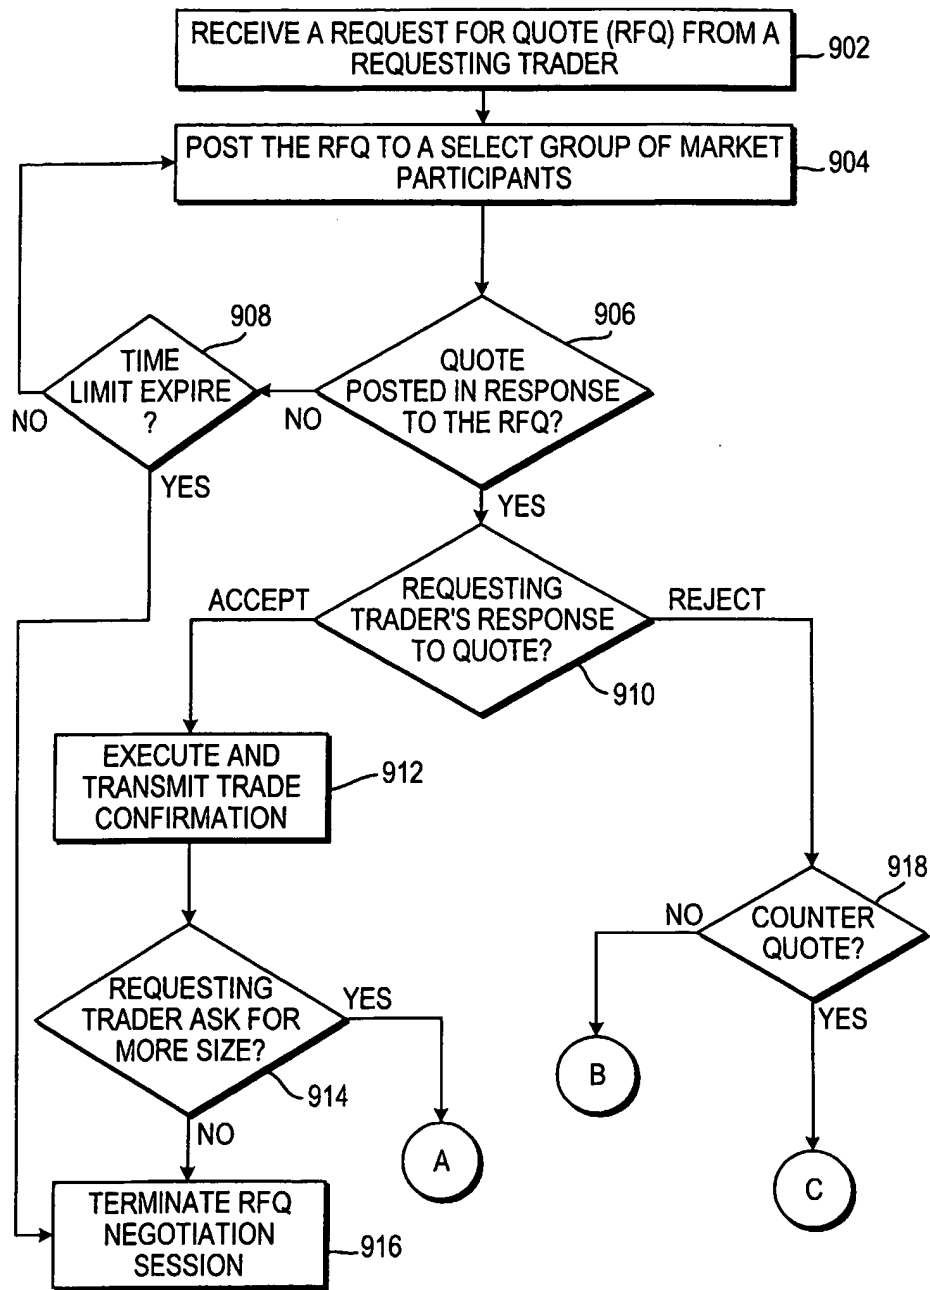 RECEIVE A REQUEST FOR QUOTE (RFQ) FROM A
REQUESTING TRADER
902
POST THE RFQ TO A SELECT GROUP OF MARKET
PARTICIPANTS
904
908
TIME
LIMIT EXPIRE
?
NO
YES
906
QUOTE
POSTED IN RESPONSE
TO THE RFQ?
NO
YES
ACCEPT
REQUESTING
TRADER'S RESPONSE
TO QUOTE?
REJECT
910
EXECUTE AND
TRANSMIT TRADE
CONFIRMATION
912
918
COUNTER
QUOTE?
NO
YES
REQUESTING
TRADER ASK FOR
MORE SIZE?
YES
914
NO
B
A
C
TERMINATE RFQ
NEGOTIATION
SESSION
916